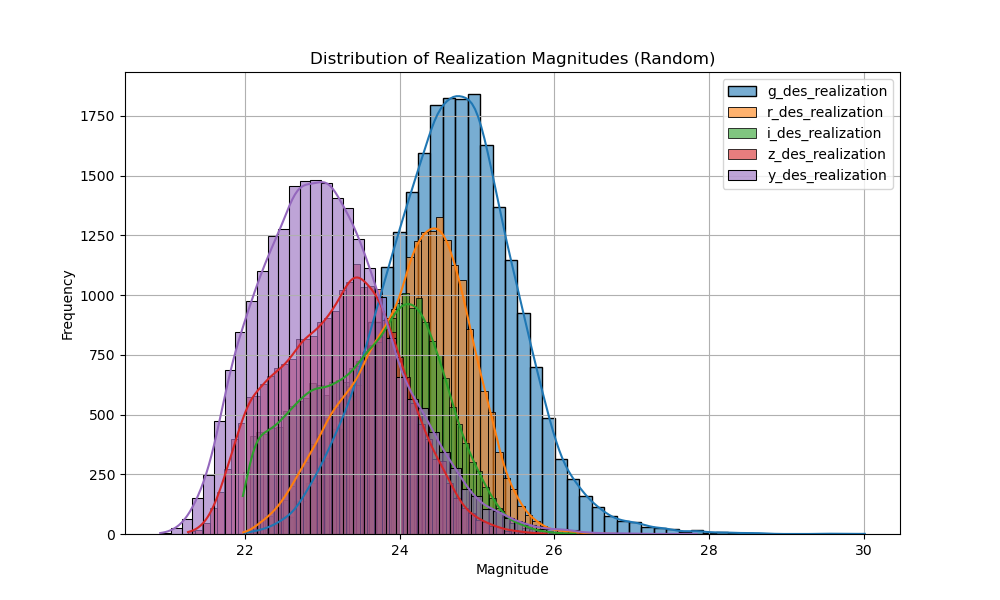 Distribution of Realization Magnitudes (Random)
g_des_realization
r_des_realization
i_des_realization
z_des_realization
y_des_realization
1750
1500
1250
1000
750
500
250
0
Frequency
22
24
26
28
30
Magnitude